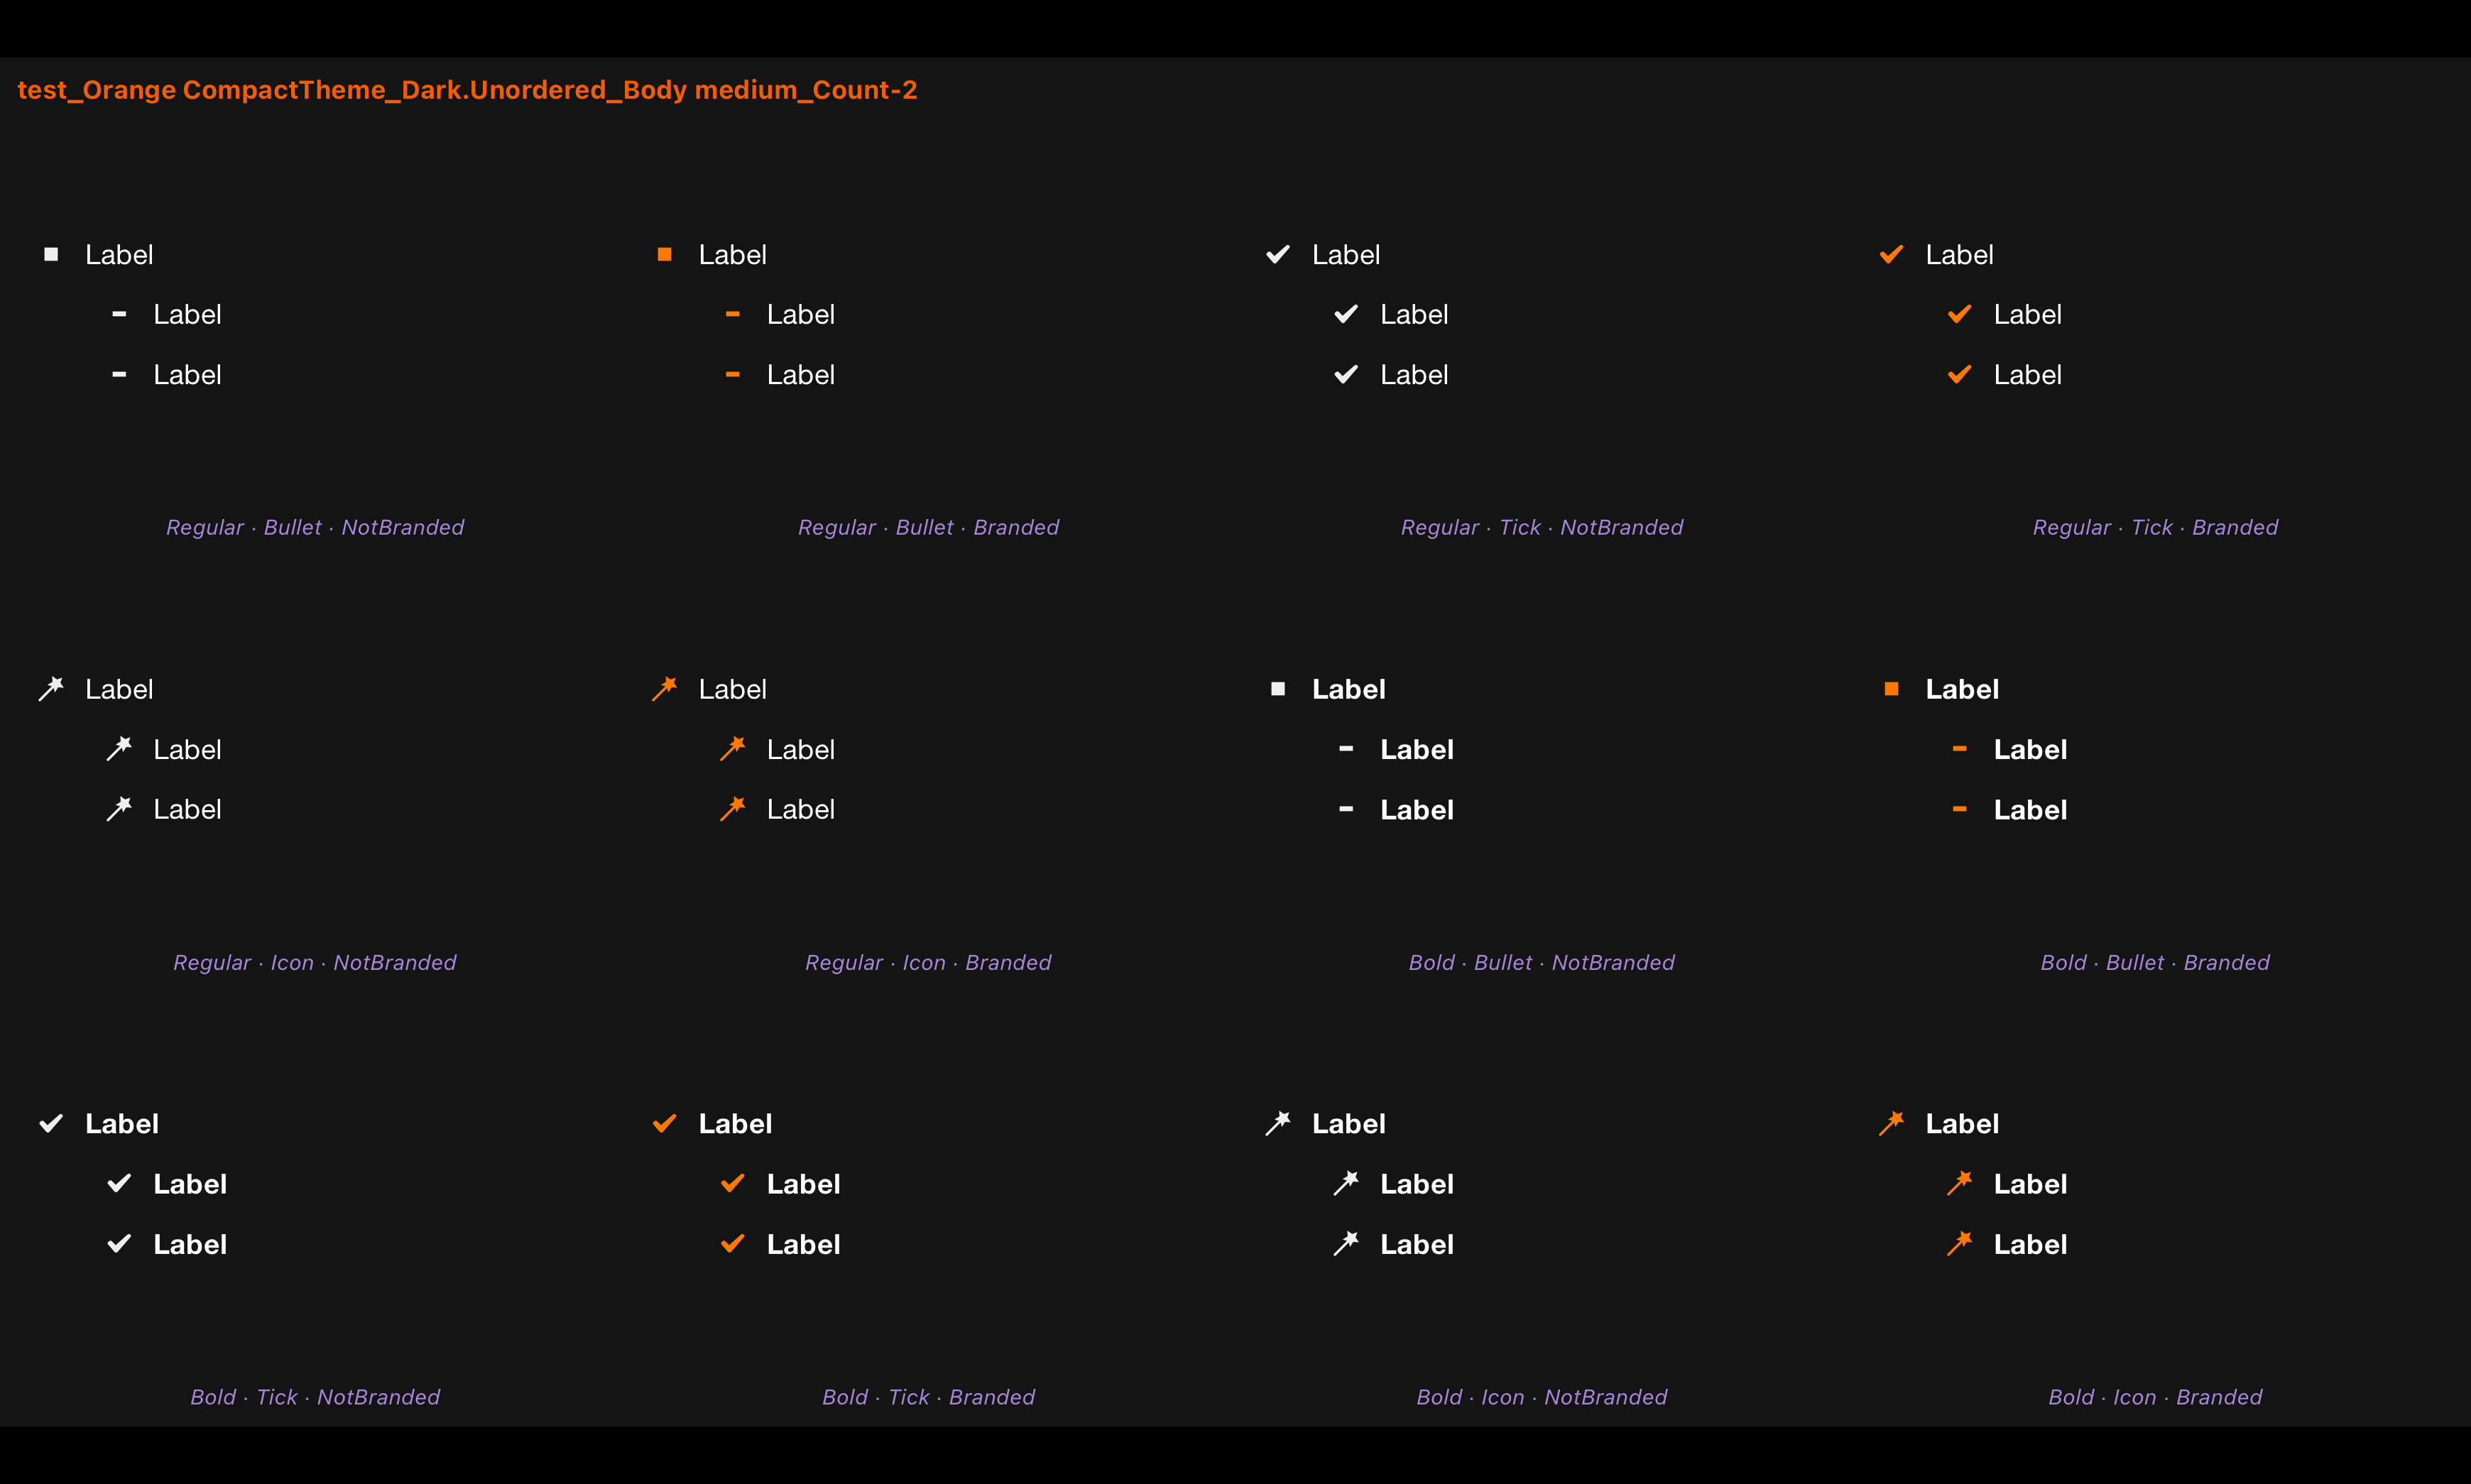 test_Orange CompactTheme_Dark.Unordered_Body medium_Count-2
Label
Label
Label
Regular · Bullet · NotBranded
Label
Label
Label
Regular · Bullet · Branded
Label
Label
Label
Regular · Tick · NotBranded
Label
Label
Label
Regular · Tick · Branded
Label
Label
Label
Regular · Icon · NotBranded
Label
Label
Label
Regular · Icon · Branded
Label
Label
Label
Bold · Bullet · NotBranded
Label
Label
Label
Bold · Bullet · Branded
Label
Label
Label
Bold · Tick · NotBranded
Label
Label
Label
Bold · Tick · Branded
Label
Label
Label
Bold · Icon · NotBranded
Label
Label
Label
Bold · Icon · Branded